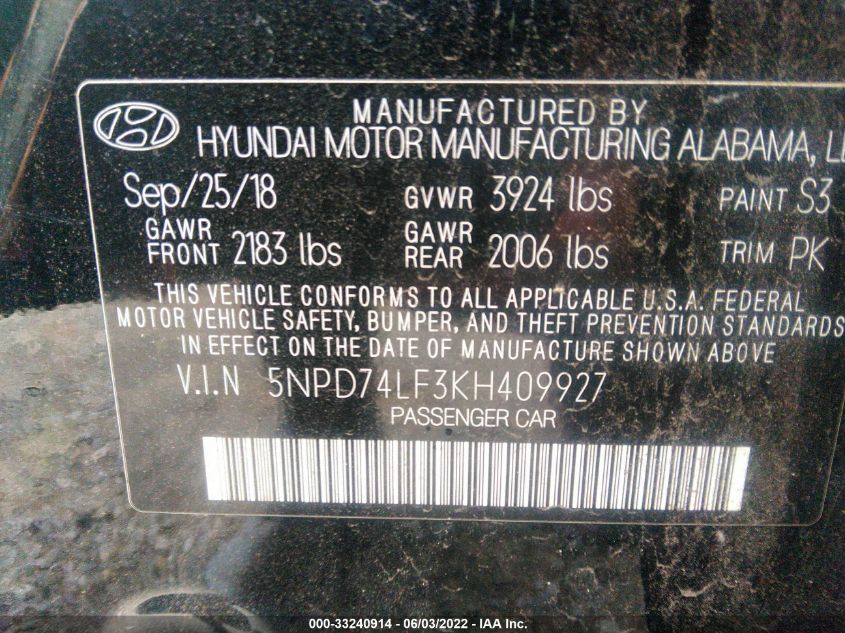 MANUFACTURED BY
HYUNDAI MOTOR MANUFACTURING ALABAMA,
Sep/25/18 GVWR 3924 lbs PAINT S3
GAWR FRONT 2183 lbs GAWR REAR 2006 lbs TRIM PK
THIS VEHICLE CONFORMS TO ALL APPLICABLE U.S.A. FEDERAL
MOTOR VEHICLE SAFETY, BUMPER, AND THEFT PREVENTION STANDARDS
IN EFFECT ON THE DATE OF MANUFACTURE SHOWN ABOVE
V.I.N 5NPD74LF3KH409927
PASSENGER CAR
000-33240914 - 06/03/2022 - IAA Inc.